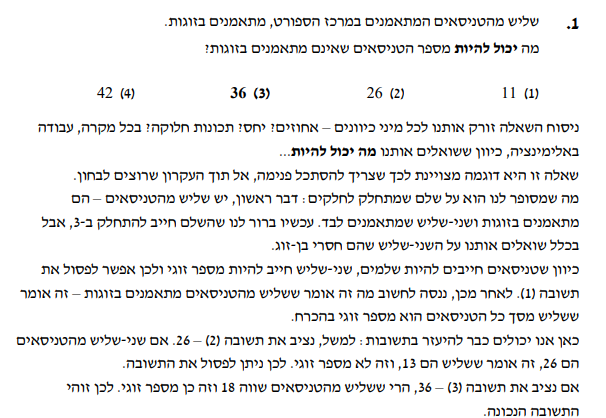 1. שליש מהטניסאים המתאמנים במרכז הספורט, מתאמנים בזוגות.
מה יכול להיות מספר הטניסאים שאינם מתאמנים בזוגות?
(1) 11 (2) 26 (3) 36 (4) 42
ניסוח השאלה זורק אותנו לכל מיני כיוונים – אחוזים? יחס? תכונות חלוקה? בכל מקרה, עבודה
באלימינציה, כיוון ששואלים אותנו מה יכול להיות...
שאלה זו היא דוגמה מצויינת לכך שצריך להסתכל פנימה, אל תוך העקרון שרוצים לבחון.
מה שמסופר לנו הוא על שלם שמתחלק לחלקים: דבר ראשון, יש שליש מהטניסאים – הם
מתאמנים בזוגות ושני-שליש שמתאמנים לבד. עכשיו ברור לנו שהשלם חייב להתחלק ב-3, אבל
בכלל שואלים אותנו על השני-שליש שהם חסרי בן-זוג.
כיוון שטניסאים חייבים להיות שלמים, שני-שליש חייב להיות מספר זוגי ולכן אפשר לפסול את
תשובה (1). לאחר מכן, ננסה לחשוב מה זה אומר ששליש מהטניסאים מתאמנים בזוגות – זה אומר
ששליש מסך כל הטניסים הוא מספר זוגי בהכרח.
כאן אנו יכולים כבר להיעזר בתשובות: למשל, נציב את תשובה (2) – 26. אם שני-שליש מהטניסאים
הם 26, זה אומר ששליש הם 13, וזה לא מספר זוגי. לכן ניתן לפסול את התשובה.
אם נציב את תשובה (3) – 36, הרי ששליש מהטניסאים שווה 18 וזה כן מספר זוגי. לכן זוהי
התשובה הנכונה.